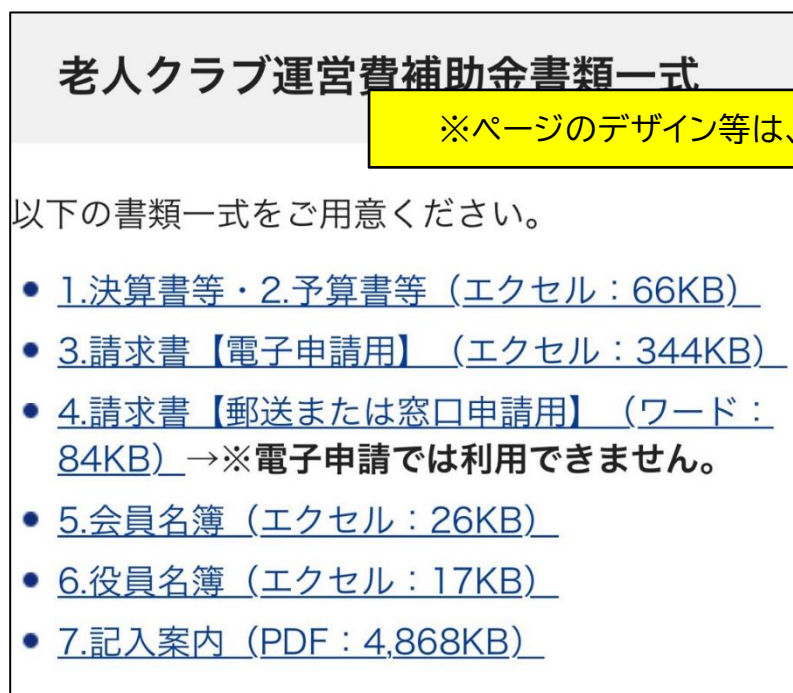 老人クラブ運営費補助金書類一式
※ページのデザイン等は、
以下の書類一式をご用意ください。
• 1.決算書等・2.予算書等（エクセル：66KB）
• 3.請求書【電子申請用】（エクセル：344KB）
• 4.請求書【郵送または窓口申請用】（ワード：
84KB）→※電子申請では利用できません。
• 5.会員名簿（エクセル：26KB）
• 6.役員名簿（エクセル：17KB）
• 7.記入案内（PDF：4,868KB）